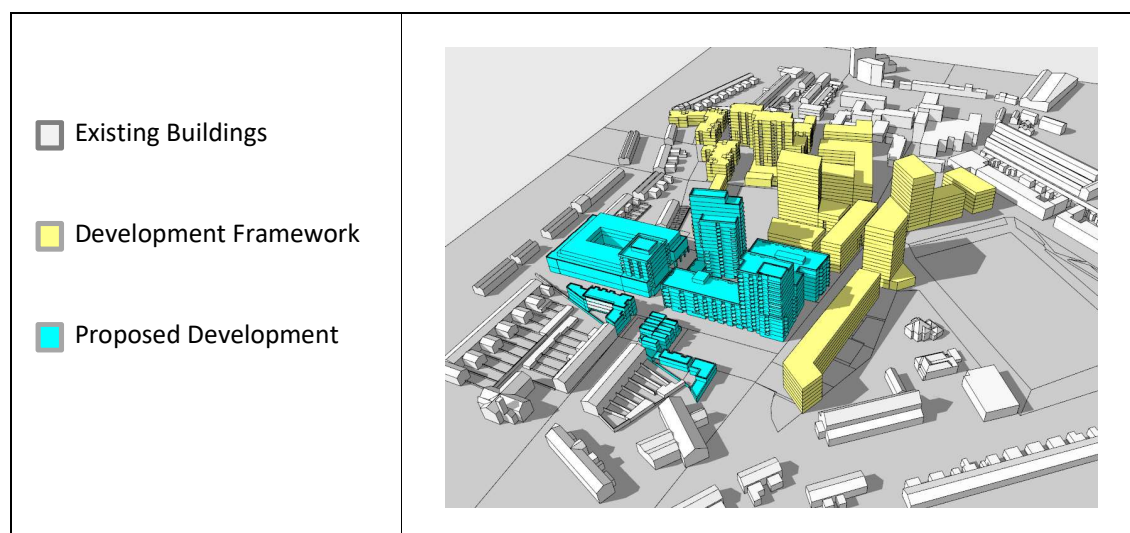 Existing Buildings
Development Framework
Proposed Development